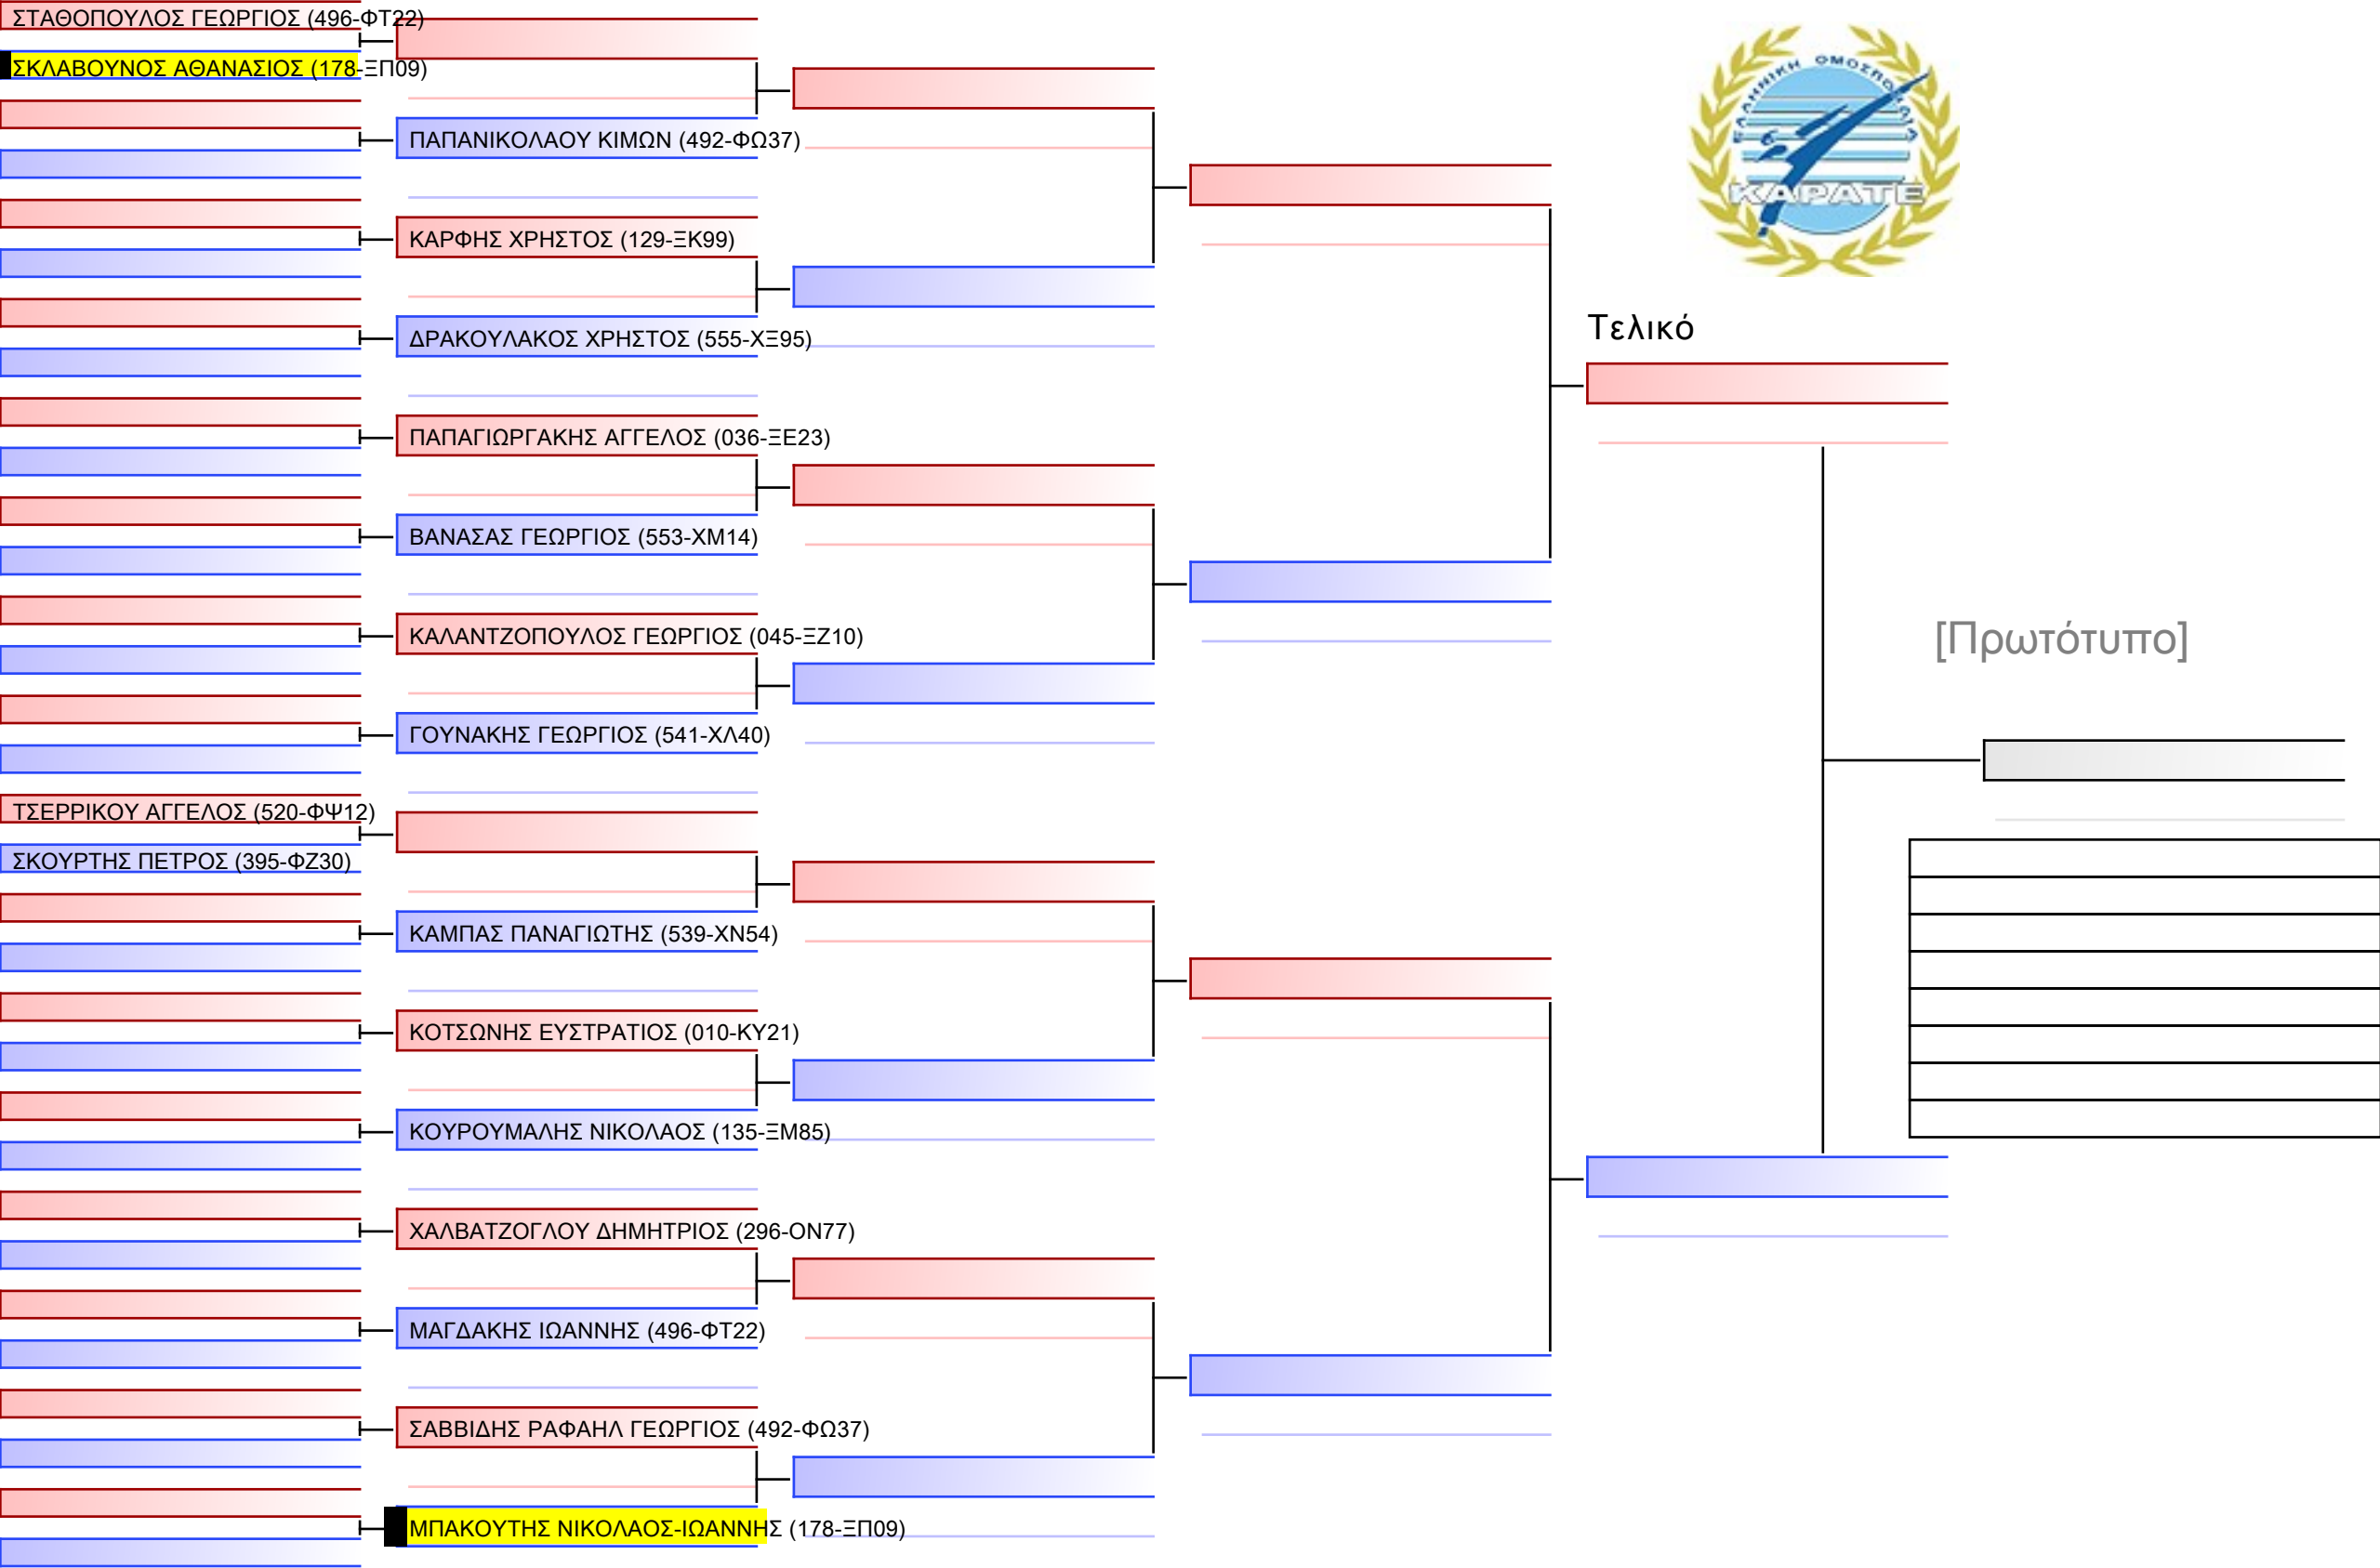 ΣΤΑΘΟΠΟΥΛΟΣ ΓΕΩΡΓΙΟΣ (496-ΦΤ22)
ΣΚΛΑΒΟΥΝΟΣ ΑΘΑΝΑΣΙΟΣ (178-ΞΠ09)
ΠΑΠΑΝΙΚΟΛΑΟΥ ΚΙΜΩΝ (492-ΦΩ37)
ΚΑΡΦΗΣ ΧΡΗΣΤΟΣ (129-ΞΚ99)
ΔΡΑΚΟΥΛΑΚΟΣ ΧΡΗΣΤΟΣ (555-ΧΞ95)
ΠΑΠΑΓΙΩΡΓΑΚΗΣ ΑΓΓΕΛΟΣ (036-ΞΕ23)
ΒΑΝΑΣΑΣ ΓΕΩΡΓΙΟΣ (553-ΧΜ14)
ΚΑΛΑΝΤΖΟΠΟΥΛΟΣ ΓΕΩΡΓΙΟΣ (045-ΞΖ10)
ΓΟΥΝΑΚΗΣ ΓΕΩΡΓΙΟΣ (541-ΧΛ40)
ΤΣΕΡΡΙΚΟΥ ΑΓΓΕΛΟΣ (520-ΦΨ12)
ΣΚΟΥΡΤΗΣ ΠΕΤΡΟΣ (395-ΦΖ30)
ΚΑΜΠΑΣ ΠΑΝΑΓΙΩΤΗΣ (539-ΧΝ54)
ΚΟΤΣΩΝΗΣ ΕΥΣΤΡΑΤΙΟΣ (010-ΚΥ21)
ΚΟΥΡΟΥΜΑΛΗΣ ΝΙΚΟΛΑΟΣ (135-ΞΜ85)
ΧΑΛΒΑΤΖΟΓΛΟΥ ΔΗΜΗΤΡΙΟΣ (296-ΟΝ77)
ΜΑΓΔΑΚΗΣ ΙΩΑΝΝΗΣ (496-ΦΤ22)
ΣΑΒΒΙΔΗΣ ΡΑΦΑΗΛ ΓΕΩΡΓΙΟΣ (492-ΦΩ37)
ΜΠΑΚΟΥΤΗΣ ΝΙΚΟΛΑΟΣ-ΙΩΑΝΝΗΣ (178-ΞΠ09)
ΕΛΛΗΝΙΚΗ ΟΜΟΣΠΟΝΔΙΑ
ΚΑΡΑΤΕ
Τελικό
[Πρωτότυπο]